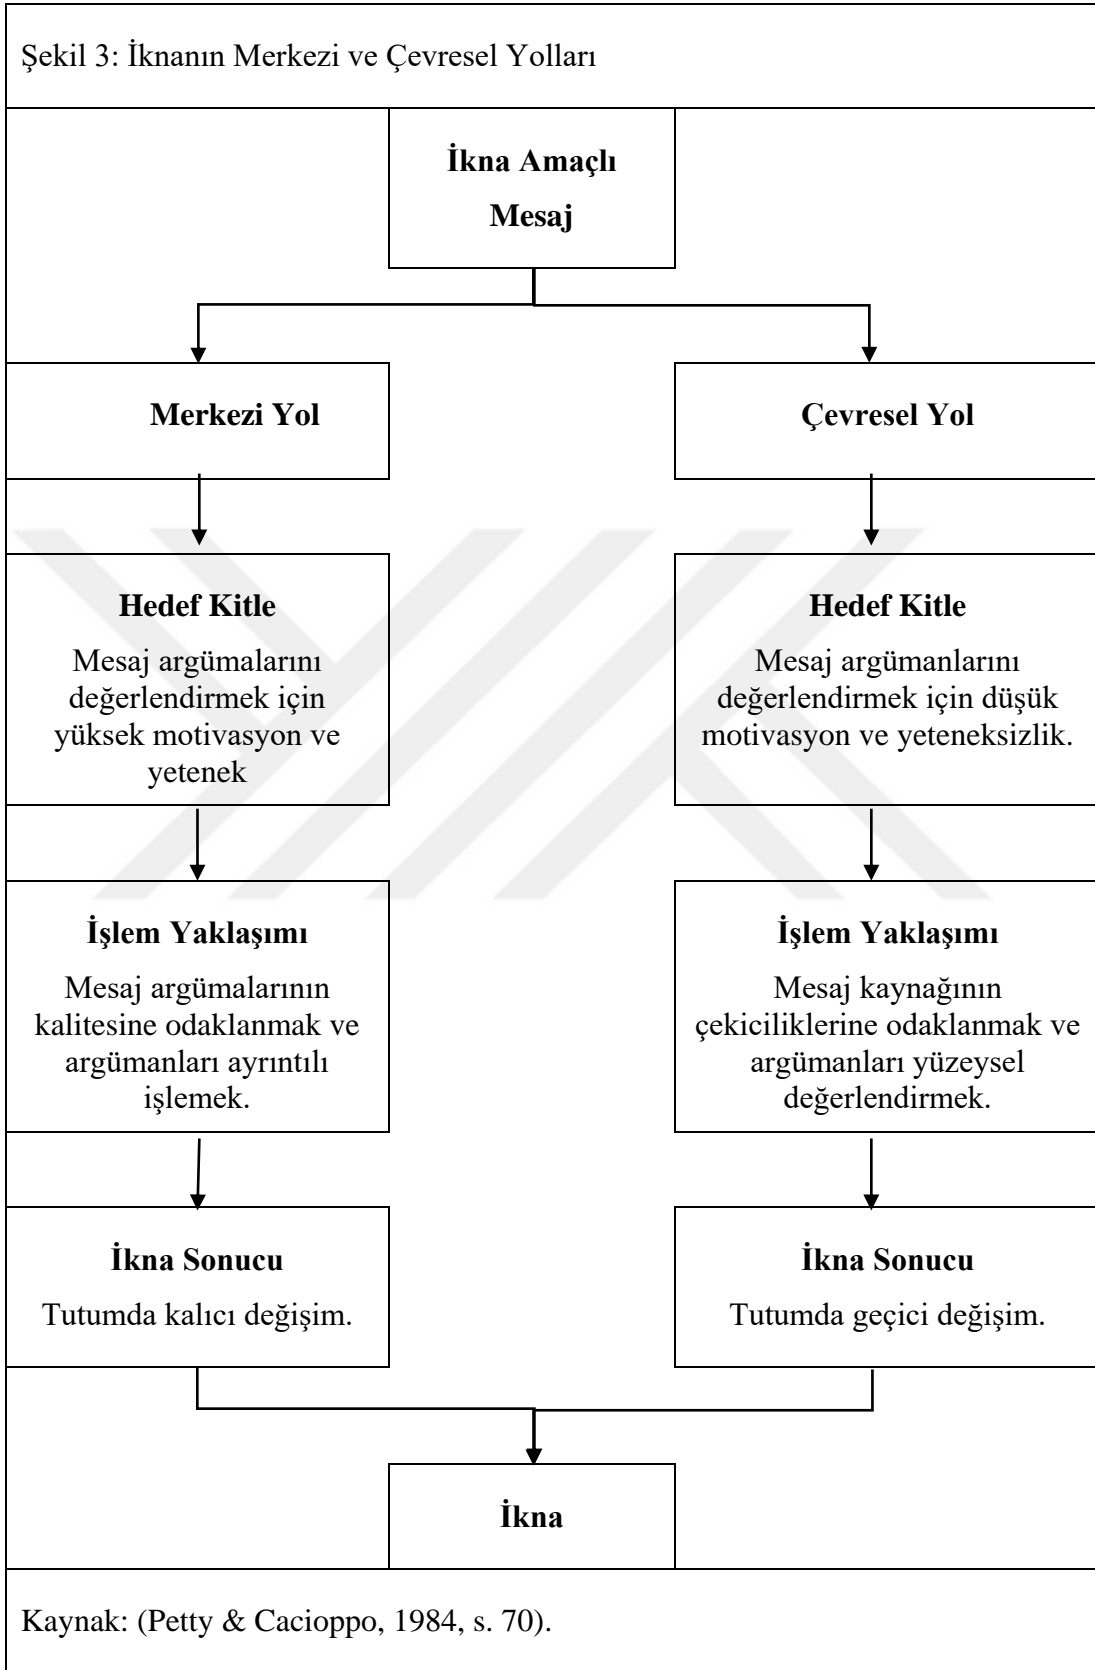 Şekil 3: İknanın Merkezi ve Çevresel Yolları
İkna Amaçlı
Mesaj
Merkezi Yol
Çevresel Yol
Hedef Kitle
Mesaj argümalarını
değerlendirmek için
yüksek motivasyon ve
yetenek
Hedef Kitle
Mesaj argümanlarını
değerlendirmek için düşük
motivasyon ve yeteneksizlik.
İşlem Yaklaşımı
Mesaj argümalarının
kalitesine odaklanmak ve
argümanları ayrıntılı
işlemek.
İşlem Yaklaşımı
Mesaj kaynağının
çekiciliklerine odaklanmak ve
argümanları yüzeysel
değerlendirmek.
İkna Sonucu
Tutumda kalıcı değişim.
İkna Sonucu
Tutumda geçici değişim.
İkna
Kaynak: (Petty & Cacioppo, 1984, s. 70).